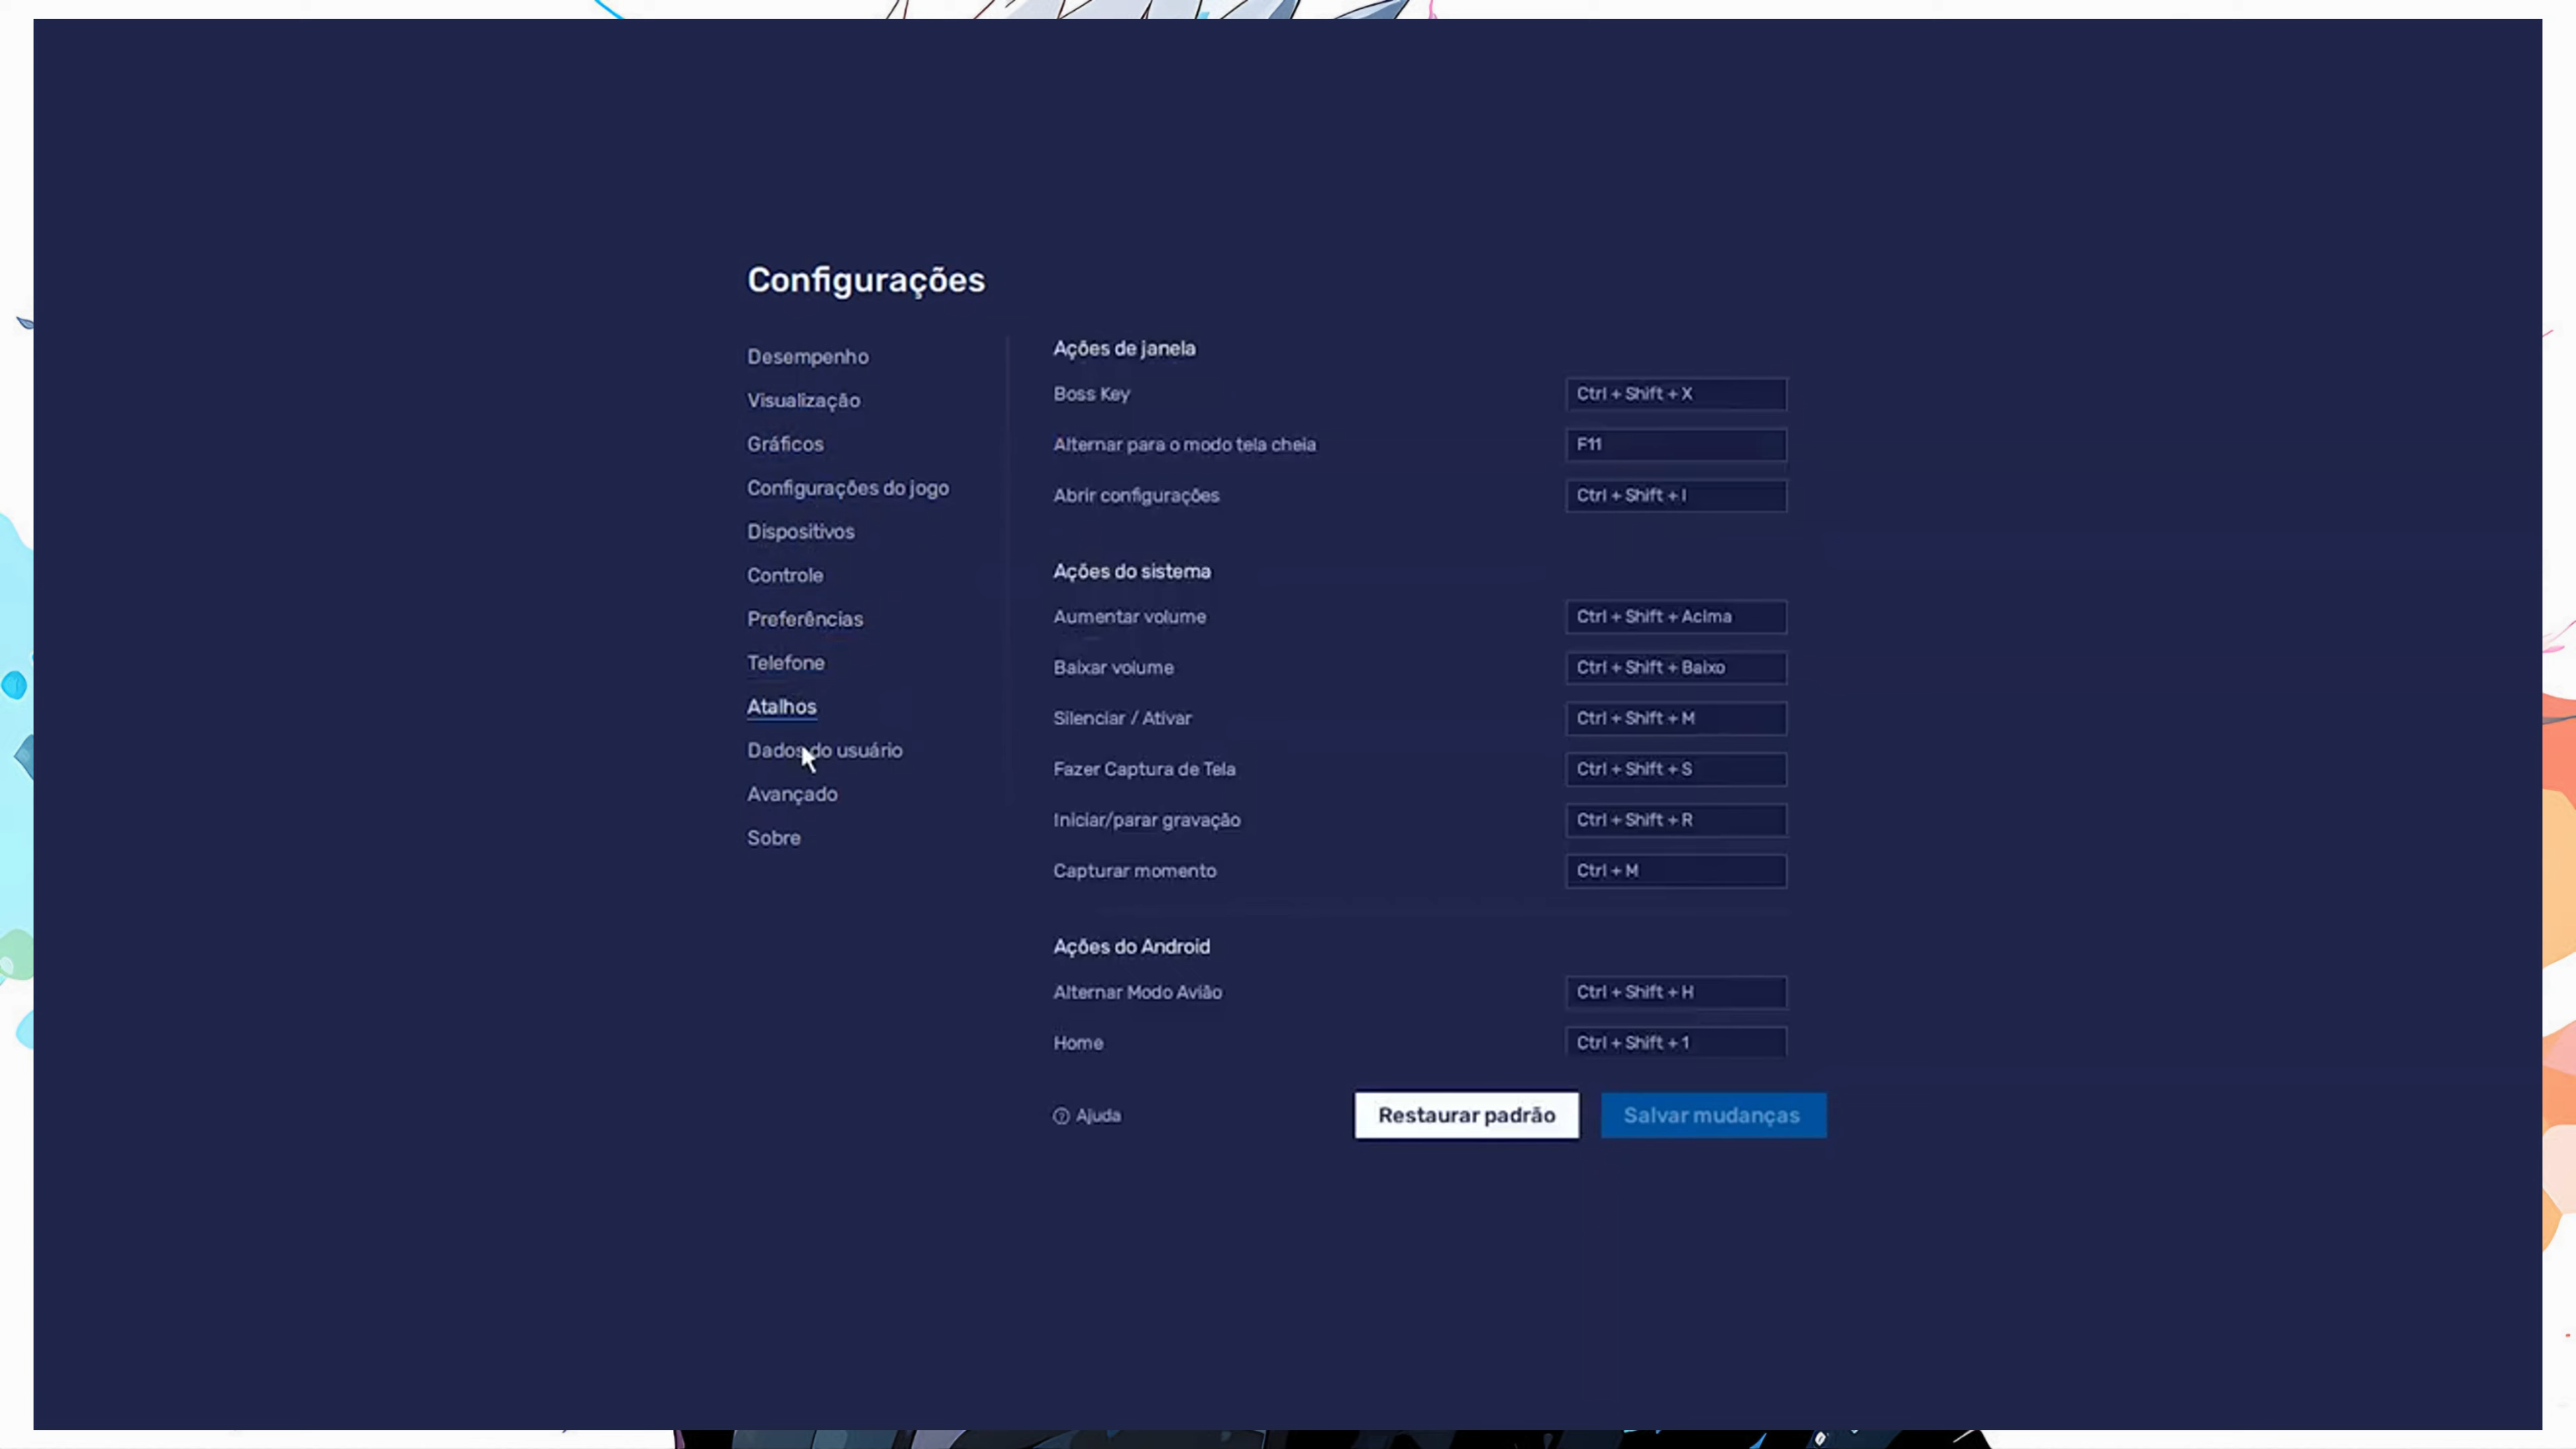 Configurações
Desempenho
Visualização
Gráficos
Configurações do jogo
Dispositivos
Controle
Preferências
Telefone
Atalhos
Dados do usuário
Avançado
Sobre
Ações de janela
Boss Key
Ctrl + Shift + X
Alternar para o modo tela cheia
F11
Abrir configurações
Ctrl + Shift + I
Ações do sistema
Aumentar volume
Ctrl + Shift + Acima
Baixar volume
Ctrl + Shift + Baixo
Silenciar / Ativar
Ctrl + Shift + M
Fazer Captura de Tela
Ctrl + Shift + S
Iniciar/parar gravação
Ctrl + Shift + R
Capturar momento
Ctrl + M
Ações do Android
Alternar Modo Avião
Ctrl + Shift + H
Home
Ctrl + Shift + 1
Ajuda
Restaurar padrão
Salvar mudanças